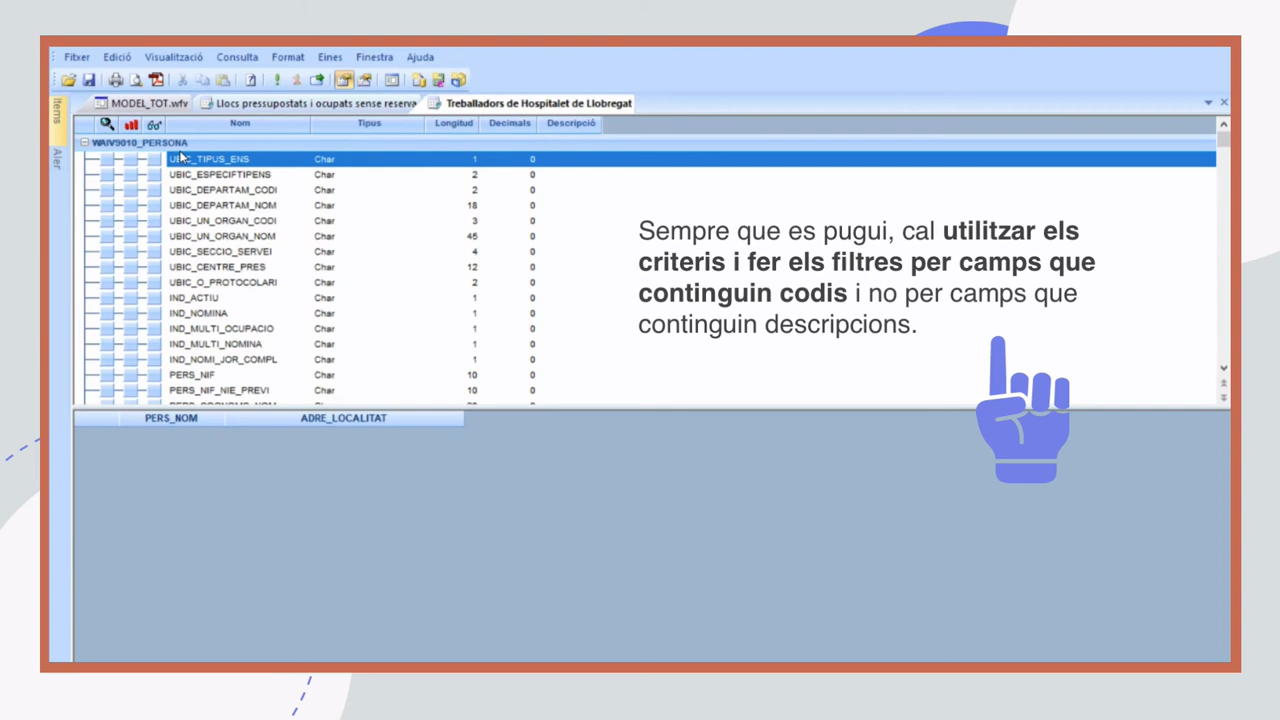 Fitxer Edició Visualització Consulta Format Eines Finestra Ajuda
MODEL_TOT.wfv Llocs pressupostats i ocupats sense reserva Treballadors de Hospitalet de Llobregat
Items
Aler
Nom Tipus Longitud Decimals Descripció
WAIV9010_PERSONA
UBIC_TIPUS_ENS Char 1 0
UBIC_ESPECIFTIPENS Char 2 0
UBIC_DEPARTAM_CODI Char 2 0
UBIC_DEPARTAM_NOM Char 18 0
UBIC_UN_ORGAN_CODI Char 3 0
UBIC_UN_ORGAN_NOM Char 45 0
UBIC_SECCIO_SERVEI Char 4 0
UBIC_CENTRE_PRES Char 12 0
UBIC_O_PROTOCOLARI Char 2 0
IND_ACTIU Char 1 0
IND_NOMINA Char 1 0
IND_MULTI_OCUPACIO Char 1 0
IND_MULTI_NOMINA Char 1 0
IND_NOMI_JOR_COMPL Char 1 0
PERS_NIF Char 10 0
PERS_NIF_NIE_PREVI Char 10 0
Sempre que es pugui, cal utilitzar els
criteris i fer els filtres per camps que
continguin codis i no per camps que
continguin descripcions.
PERS_NOM ADRE_LOCALITAT